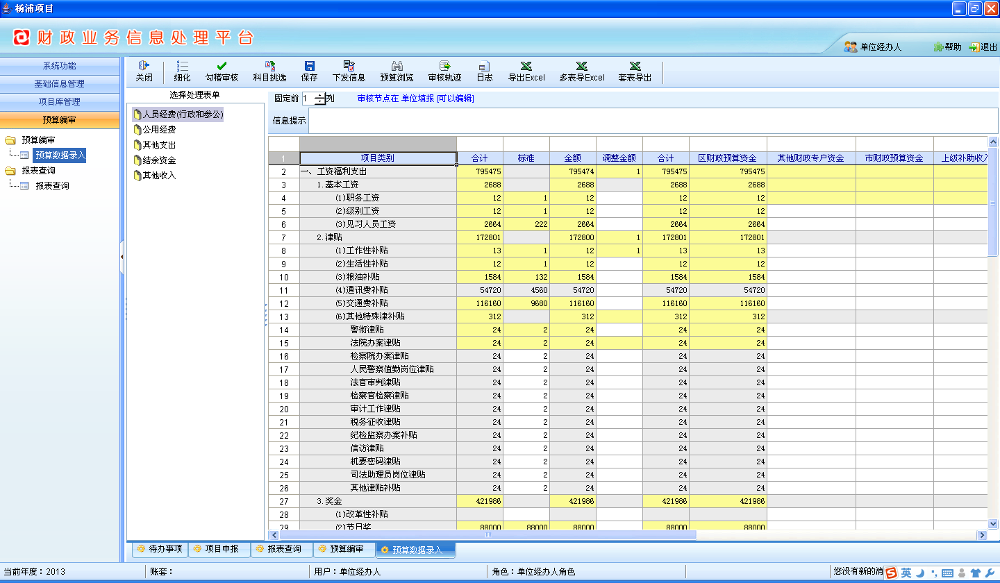 杨浦项目
财政业务信息处理平台
单位经办人 帮助 退出
系统功能
基础信息管理
项目库管理
预算编审
预算编审
预算数据录入
报表查询
报表查询
关闭 细化 勾稽审核 科目挑选 保存 下发信息 预算浏览 审核轨迹 日志 导出Excel 多表导Excel 套表导出
选择处理表单
人员经费(行政和参公)
公用经费
其他支出
结余资金
其他收入
固定前 1 列 审核节点在 单位填报 [可以编辑]
信息提示
1 项目类别 合计 标准 金额 调整金额 合计 区财政预算资金 其他财政专户资金 市财政预算资金 上级补助收入
2 一、工资福利支出 795475 795474 1 795475 795475
3 1.基本工资 2688 2688 2688 2688
4 (1)职务工资 12 1 12 12 12
5 (2)级别工资 12 1 12 12 12
6 (3)见习人员工资 2664 222 2664 2664 2664
7 2.津贴 172801 172800 1 172801 172801
8 (1)工作性补贴 13 1 12 1 13 13
9 (2)生活性补贴 12 1 12 12 12
10 (3)粮油补贴 1584 132 1584 1584 1584
11 (4)通讯费补贴 54720 4560 54720 54720 54720
12 (5)交通费补贴 116160 9680 116160 116160 116160
13 (6)其他特殊津补贴 312 312 312 312
14 警衔津贴 24 2 24 24 24
15 法院办案津贴 24 2 24 24 24
16 检察院办案津贴 24 2 24 24 24
17 人民警察值勤岗位津贴 24 2 24 24 24
18 法官审判津贴 24 2 24 24 24
19 检察官检察津贴 24 2 24 24 24
20 审计工作津贴 24 2 24 24 24
21 税务征收津贴 24 2 24 24 24
22 纪检监察办案补贴 24 2 24 24 24
23 信访津贴 24 2 24 24 24
24 机要密码津贴 24 2 24 24 24
25 司法助理员岗位津贴 24 2 24 24 24
26 其他津贴补贴 24 2 24 24 24
27 3.奖金 421986 421986 421986 421986
28 (1)改革性补贴
29 (2)节日奖 88000 88000 88000 88000 88000
待办事项 项目申报 报表查询 预算编审 预算数据录入
当前年度：2013 账套： 用户：单位经办人 角色：单位经办人角色 您没有新的消 英